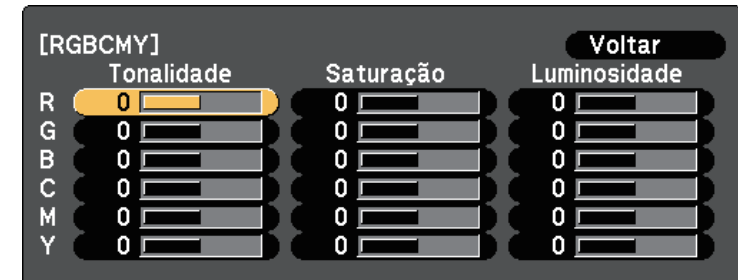 [RGBCMY] Voltar
Tonalidade Saturação Luminosidade
R 0 0 0
G 0 0 0
B 0 0 0
C 0 0 0
M 0 0 0
Y 0 0 0